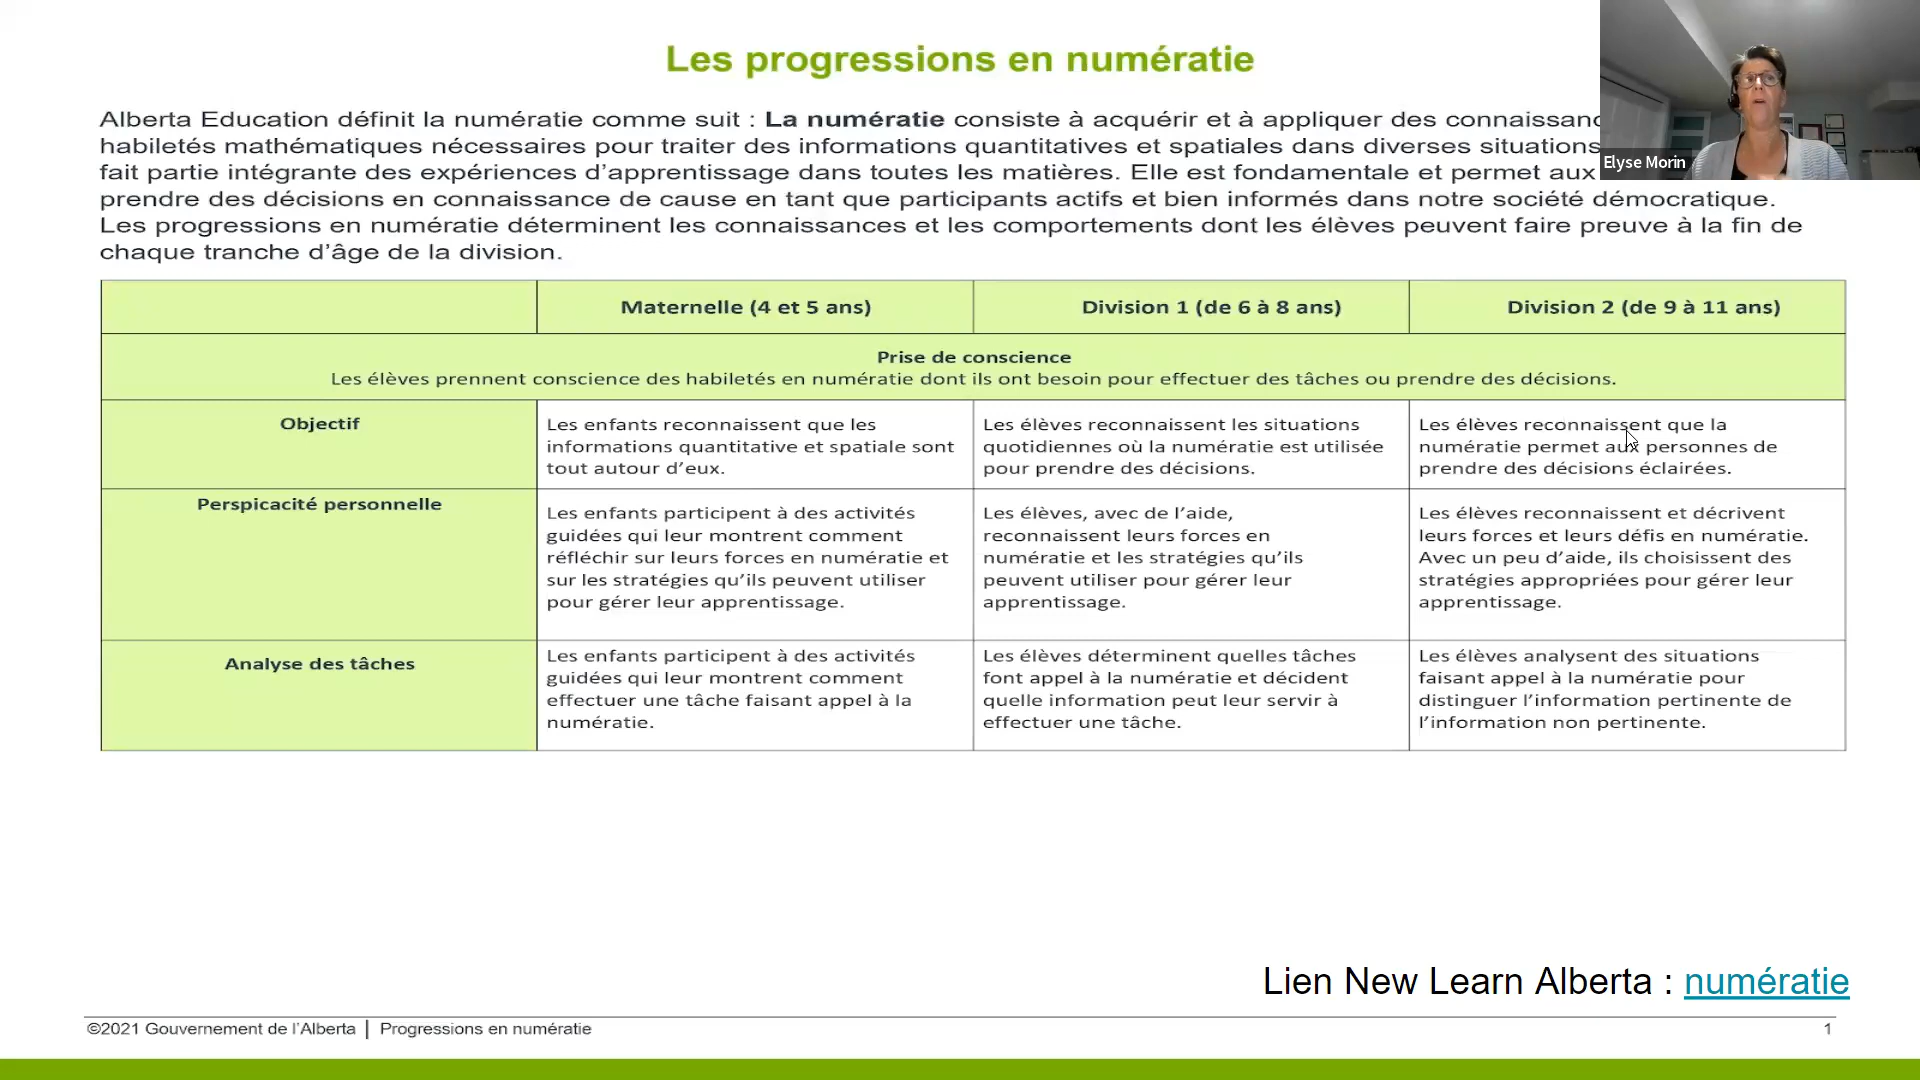 Les progressions en numératie
Alberta Education définit la numératie comme suit : La numératie consiste à acquérir et à appliquer des
habiletés mathématiques nécessaires pour traiter des informations quantitatives et spatiales dans diverses situations
fait partie intégrante des expériences d'apprentissage dans toutes les matières. Elle est fondamentale et permet aux
prendre des décisions en connaissance de cause en tant que participants actifs et bien informés dans notre société démocratique.
Les progressions en numératie déterminent les connaissances et les comportements dont les élèves peuvent faire preuve à la fin de
chaque tranche d'âge de la division.
Elyse Morin
Maternelle (4 et 5 ans)
Division 1 (de 6 à 8 ans)
Division 2 (de 9 à 11 ans)
Prise de conscience
Les élèves prennent conscience des habiletés en numératie dont ils ont besoin pour effectuer des tâches ou prendre des décisions.
Objectif
Les enfants reconnaissent que les
informations quantitative et spatiale sont
tout autour d'eux.
Les élèves reconnaissent les situations
quotidiennes où la numératie est utilisée
pour prendre des décisions.
Les élèves reconnaissent que la
numératie permet aux personnes de
prendre des décisions éclairées.
Perspicacité personnelle
Les enfants participent à des activités
guidées qui leur montrent comment
réfléchir sur leurs forces en numératie et
sur les stratégies qu'ils peuvent utiliser
pour gérer leur apprentissage.
Les élèves, avec de l'aide,
reconnaissent leurs forces en
numératie et les stratégies qu'ils
peuvent utiliser pour gérer leur
apprentissage.
Les élèves reconnaissent et décrivent
leurs forces et leurs défis en numératie.
Avec un peu d'aide, ils choisissent des
stratégies appropriées pour gérer leur
apprentissage.
Analyse des tâches
Les enfants participent à des activités
guidées qui leur montrent comment
effectuer une tâche faisant appel à la
numératie.
Les élèves déterminent quelles tâches
font appel à la numératie et décident
quelle information peut leur servir à
effectuer une tâche.
Les élèves analysent des situations
faisant appel à la numératie pour
distinguer l'information pertinente de
l'information non pertinente.
Lien New Learn Alberta : numératie
©2021 Gouvernement de l'Alberta | Progressions en numératie
1